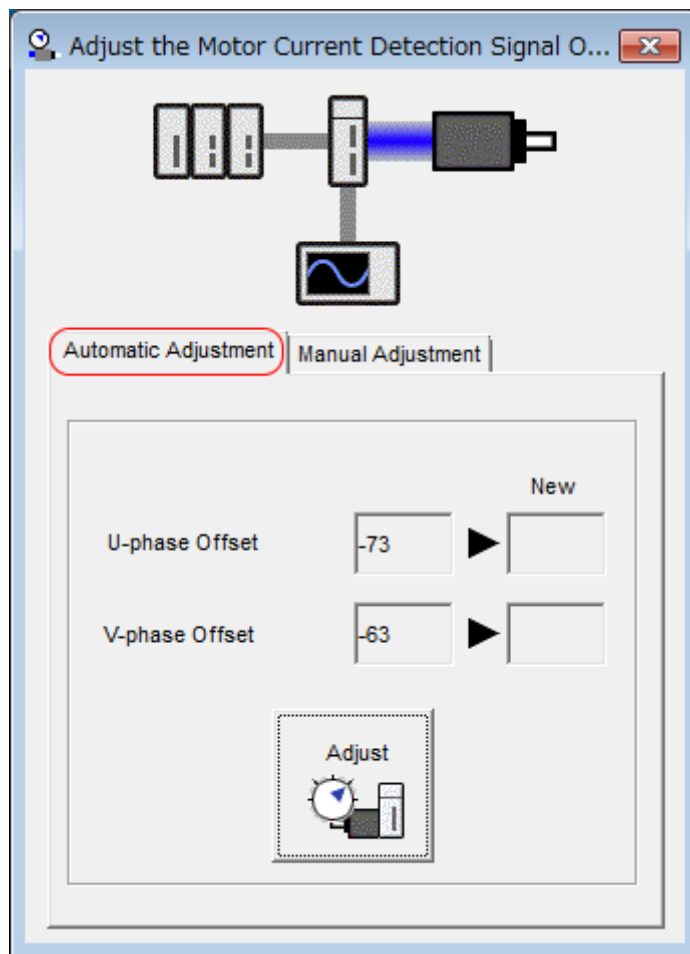 Adjust the Motor Current Detection Signal O...
Automatic Adjustment
Manual Adjustment
New
U-phase Offset
-73
V-phase Offset
-63
Adjust